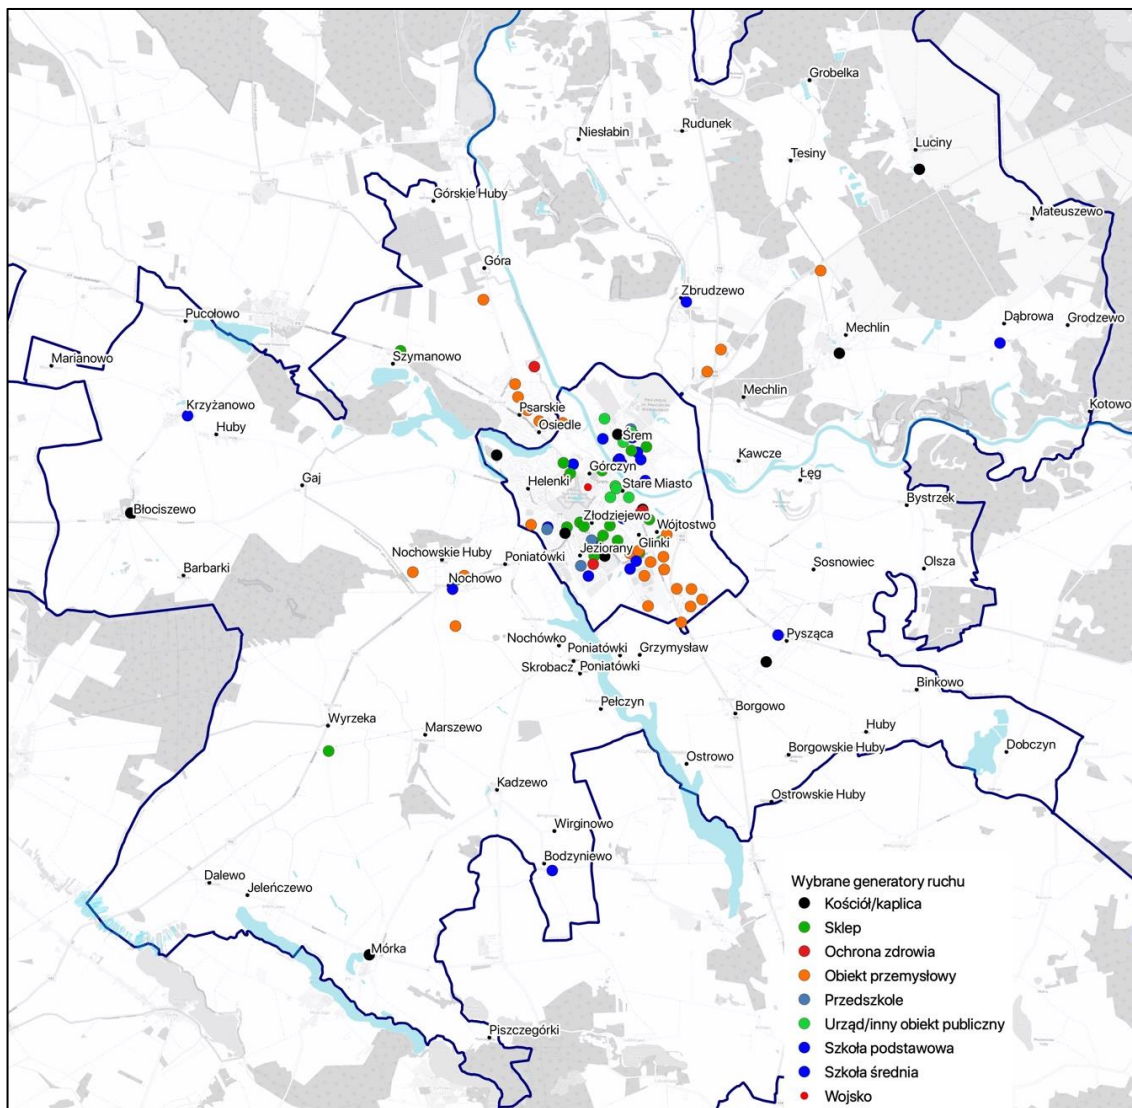 Grobelka
Rudunek
Niesłabin
Luciny
Tesiny
Górskie Huby
Mateuszewo
Góra
Zbrudzewo
Pucołowo
Dąbrowa
Grodzewo
Mechlin
Marianowo
Szymanowo
Mechlin
Krzyżanowo
Psarskie
Kotowo
Huby
Osiedle
Śrem
Kawcze
Górczyn
Gaj
Helenki
Stare Miasto
Łęg
Bystrzek
Błociszewo
Złodziejewo
Wójtostwo
Glinki
Nochowskie Huby
Poniatówki
Jeziorany
Barbarki
Nochowo
Sosnowiec
Olsza
Pysząca
Nochówko
Poniatówki
Grzymysław
Skrobacz
Poniatówki
Binkowo
Pełczyn
Borgowo
Wyrzeka
Marszewo
Huby
Ostrowo
Borgowskie Huby
Dobczyn
Kadzewo
Ostrowskie Huby
Wirginowo
Bodzyniewo
Dalewo
Jeleńczewo
Mórka
Piszczegórki
Wybrane generatory ruchu
Kościół/kaplica
Sklep
Ochrona zdrowia
Obiekt przemysłowy
Przedszkole
Urząd/inny obiekt publiczny
Szkoła podstawowa
Szkoła średnia
Wojsko